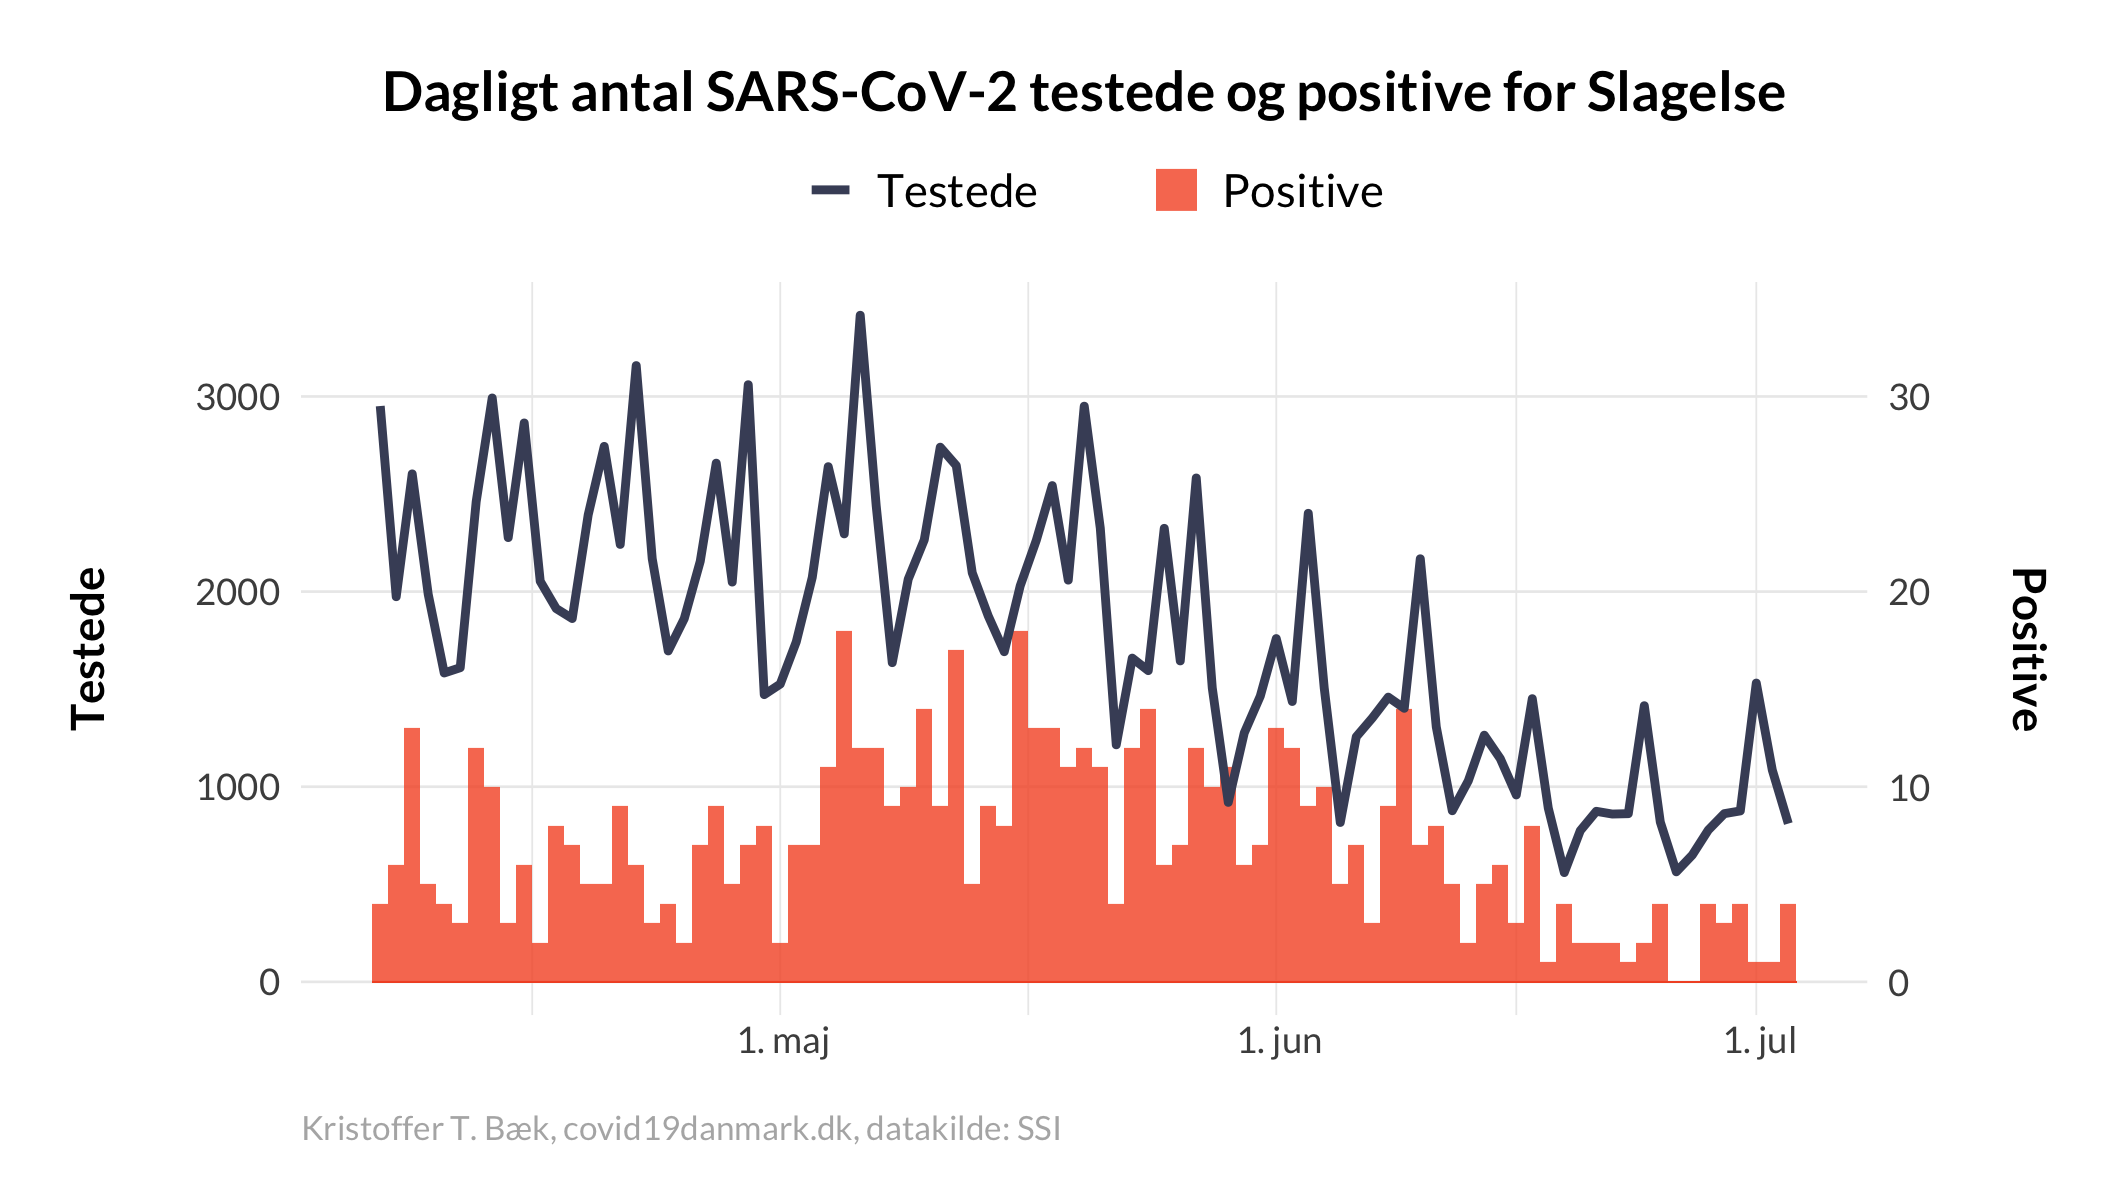 Dagligt antal SARS-CoV-2 testede og positive for Slagelse
Testede
Positive
3000
2000
1000
0
Testede
30
20
10
0
Positive
1. maj
1. jun
1. jul
Kristoffer T. Bæk, covid19danmark.dk, datakilde: SSI